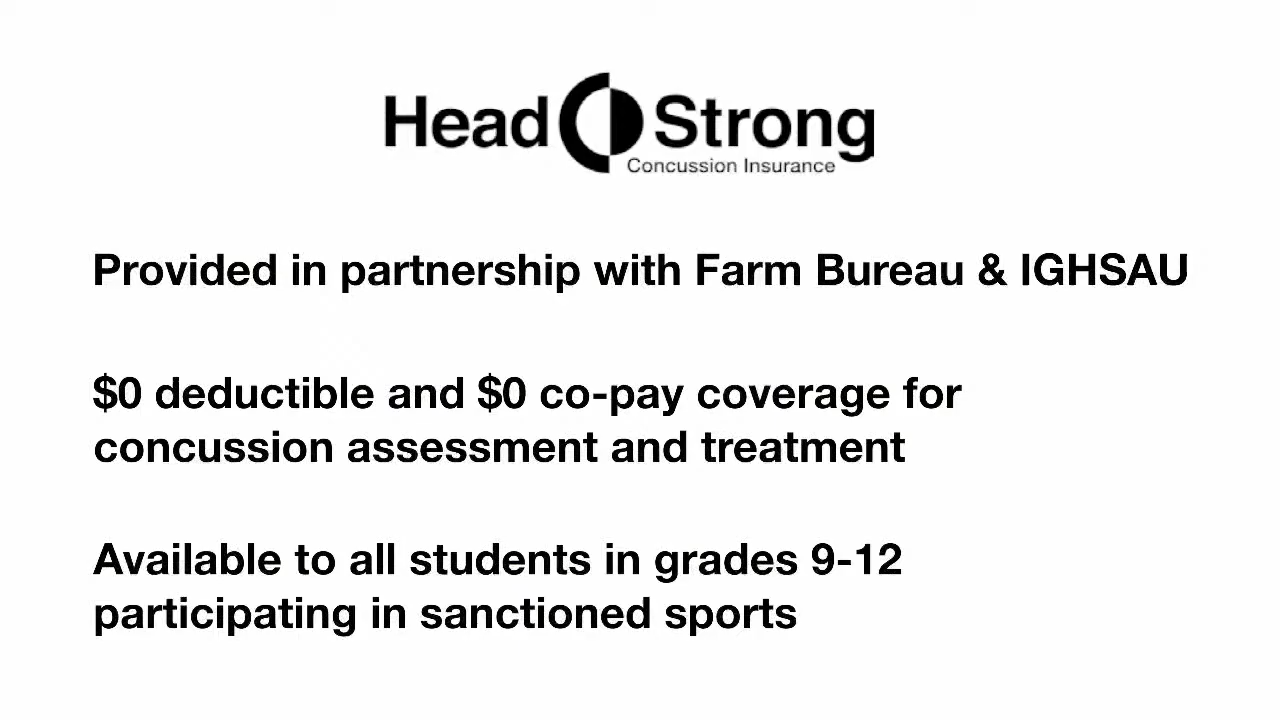 Head Strong
Concussion Insurance
Provided in partnership with Farm Bureau & IGHSAU
$0 deductible and $0 co-pay coverage for
concussion assessment and treatment
Available to all students in grades 9-12
participating in sanctioned sports